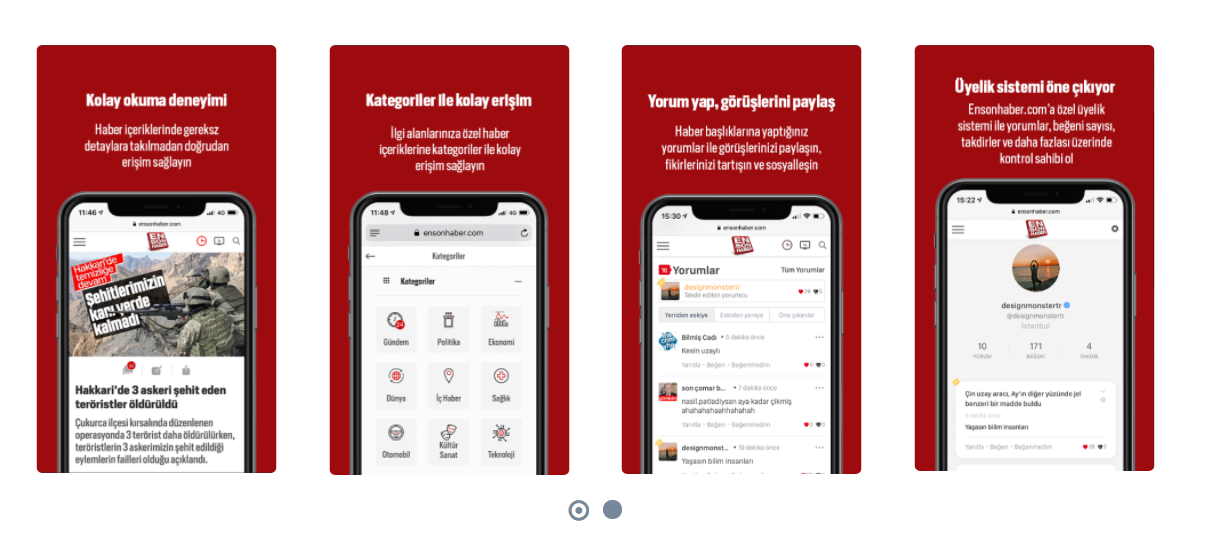 Kolay okuma deneyimi
Haber içeriklerinde gereksz
detaylara takılmadan doğrudan
erişim sağlayın
11:46
4G
ensonhaber.com
EN
SON
HABER
Hakkari'de
temizliğe
devam
Şehitlerimizin
kanı yerde
kalmadı
Hakkari'de 3 askeri şehit eden
teröristler öldürüldü
Çukurca ilçesi kırsalında düzenlenen
operasyonda 3 terörist daha öldürülürken,
teröristlerin 3 askerimizin şehit edildiği
eylemlerin failleri olduğu açıklandı.
Kategoriler ile kolay erişim
İlgi alanlarınıza özel haber
içeriklerine kategoriler ile kolay
erişim sağlayın
11:48
4G
ensonhaber.com
Kategoriler
Kategoriler
24
Gündem
Politika
Ekonomi
Dünya
İç Haber
Sağlık
Otomobil
Kültür
Sanat
Teknoloji
Yorum yap, görüşlerini paylaş
Haber başlıklarına yaptığınız
yorumlar ile görüşlerinizi paylaşın,
fikirlerinizi tartışın ve sosyalleşin
15:30
ensonhaber.com
EN
SON
HABER
16 Yorumlar
Tüm Yorumlar
designmonstertr
Takdir edilen yorumcu
Yeniden eskiye
Eskiden yeniye
Öne çıkanlar
Bilmiş Cadı • 5 dakika önce
Kesin uzaylı
Yanıtla - Beğen - Beğenmedim
son çomar b... • 7 dakika önce
nasil.patladiysan aya kadar çikmiş
ahahahahaahhahahah
Yanıtla - Beğen - Beğenmedim
designmonst... • 13 dakika önce
Yaşasın bilim insanları
Üyelik sistemi öne çıkıyor
Ensonhaber.com'a özel üyelik
sistemi ile yorumlar, beğeni sayısı,
takdirler ve daha fazlası üzerinde
kontrol sahibi ol
15:22
ensonhaber.com
EN
SON
HABER
designmonstertr
@designmonstertr
İstanbul
10
YORUM
171
BEĞENİ
4
TAKDİR
Çin uzay aracı, Ay'ın diğer yüzünde jel
benzeri bir madde buldu
5 dakika önce
Yaşasın bilim insanları
Yanıtla - Beğen - Beğenmedim